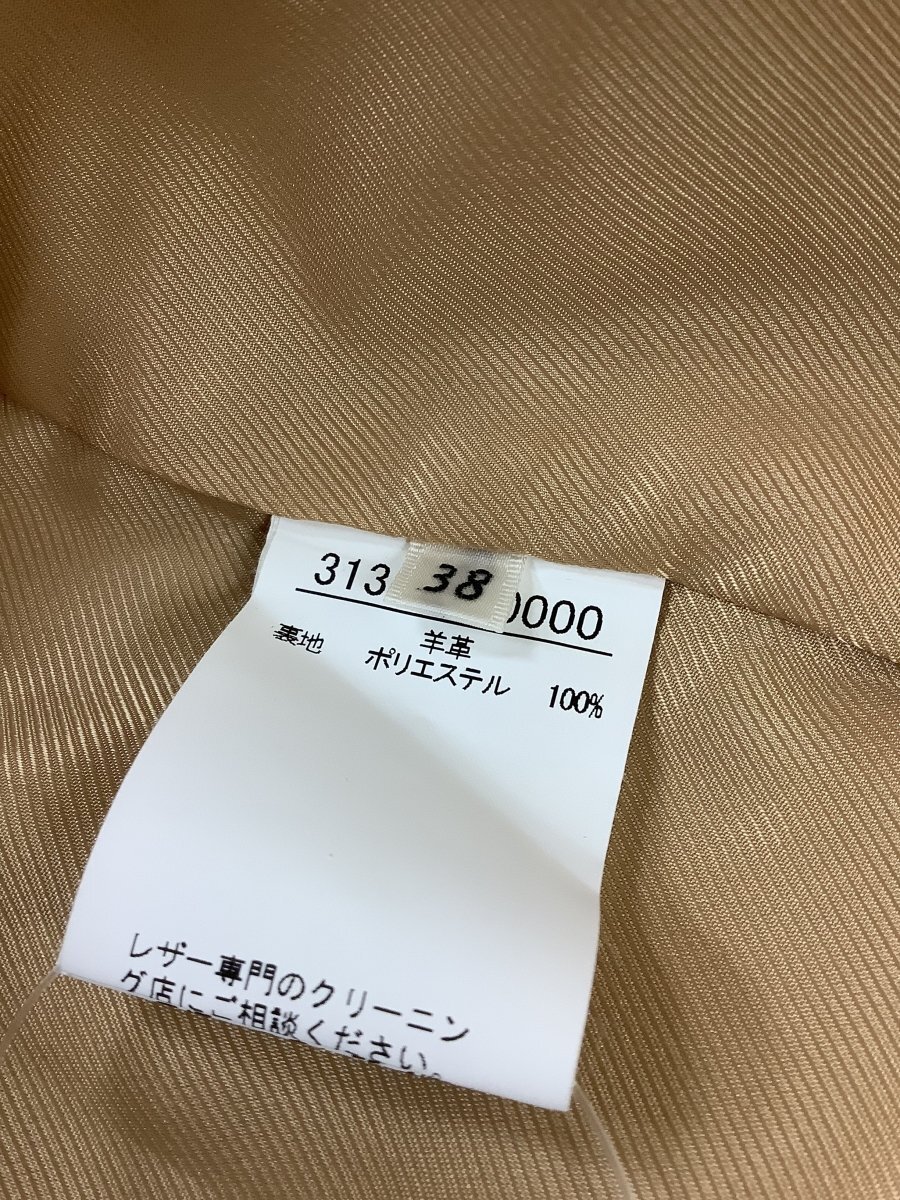 313 38 0000
羊革
裏地 ポリエステル 100%
レザー専門のクリーニン
グ店にご相談ください。